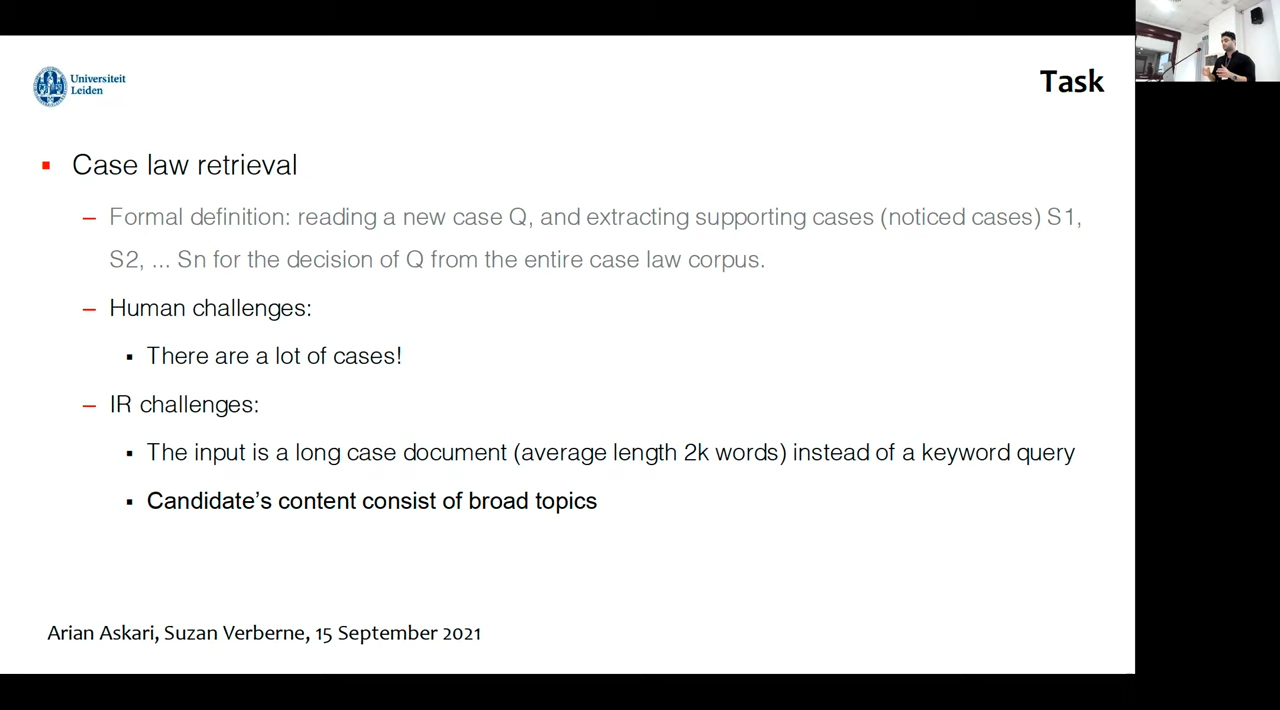 Universiteit
Leiden
Task
Case law retrieval
– Formal definition: reading a new case Q, and extracting supporting cases (noticed cases) S1,
S2, ... Sn for the decision of Q from the entire case law corpus.
– Human challenges:
▪ There are a lot of cases!
– IR challenges:
▪ The input is a long case document (average length 2k words) instead of a keyword query
▪ Candidate's content consist of broad topics
Arian Askari, Suzan Verberne, 15 September 2021